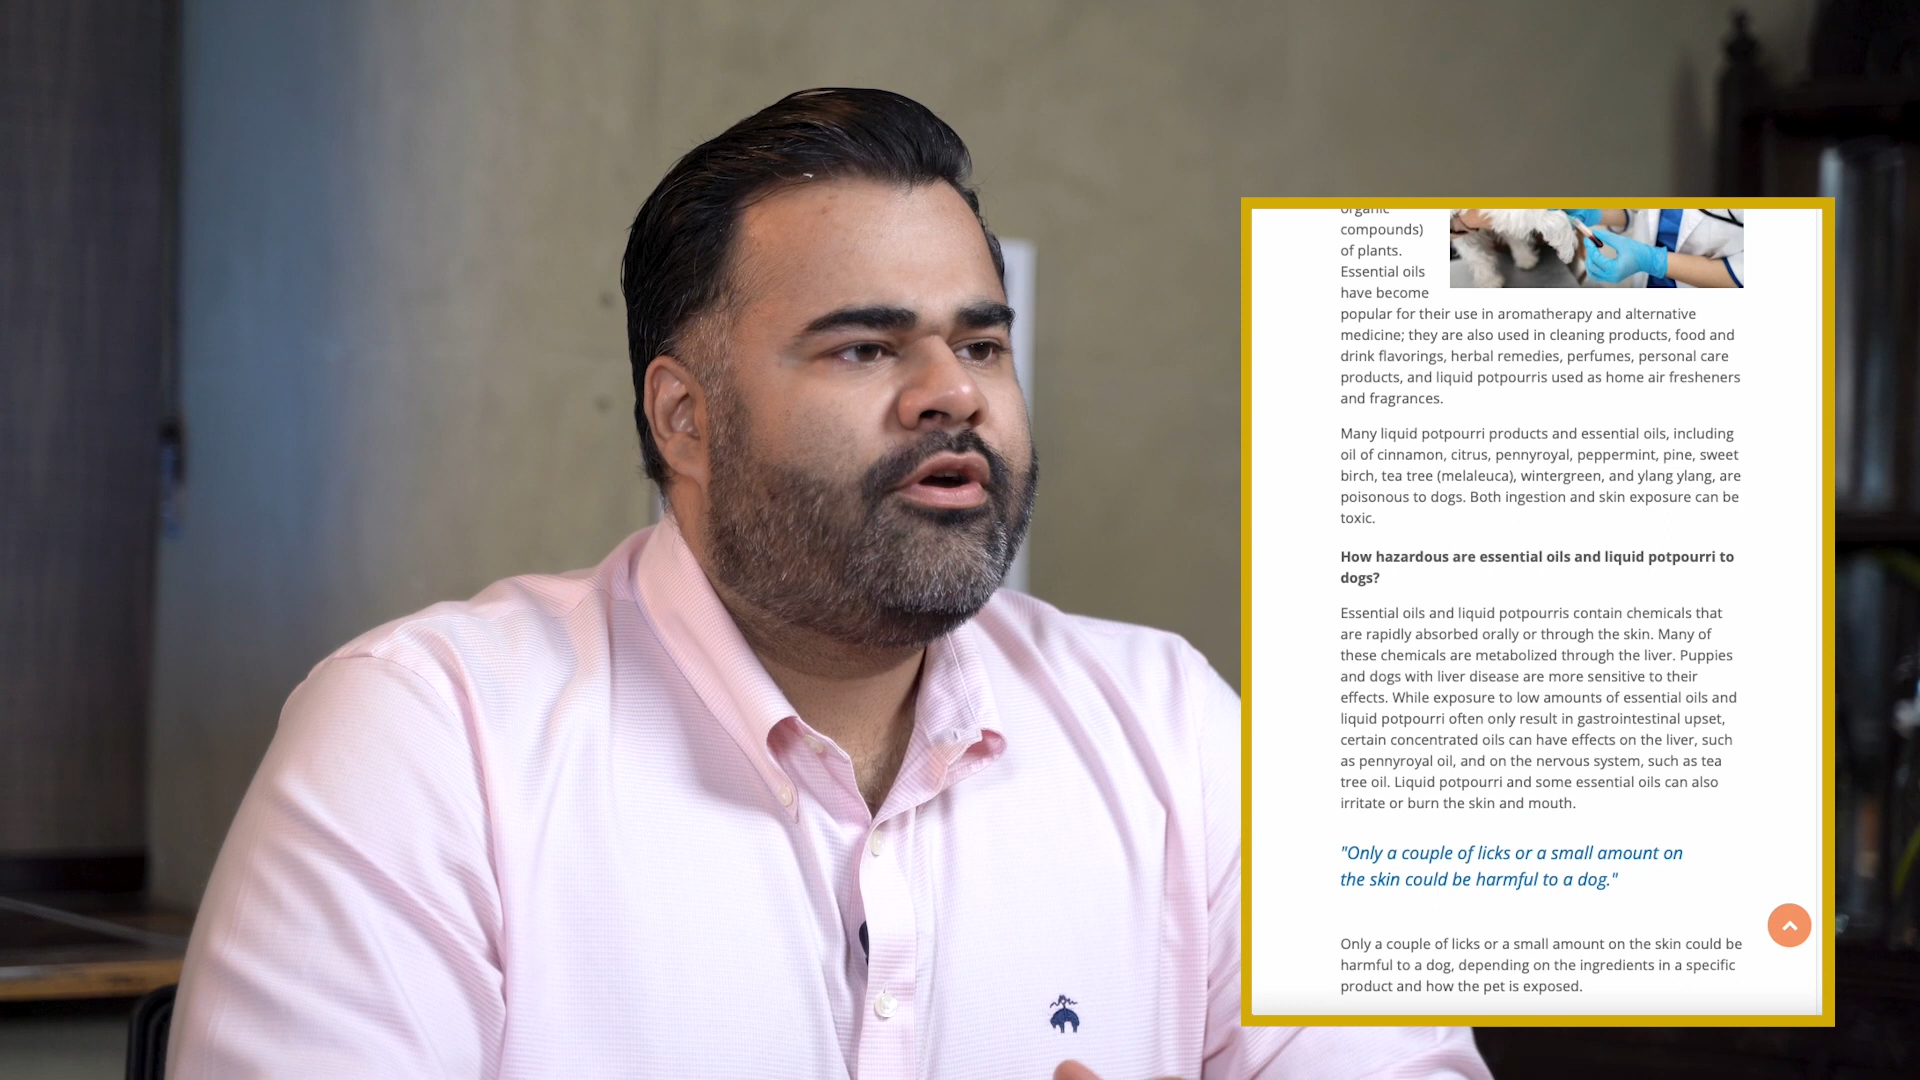 organic
compounds)
of plants.
Essential oils
have become
popular for their use in aromatherapy and alternative
medicine; they are also used in cleaning products, food and
drink flavorings, herbal remedies, perfumes, personal care
products, and liquid potpourris used as home air fresheners
and fragrances.
Many liquid potpourri products and essential oils, including
oil of cinnamon, citrus, pennyroyal, peppermint, pine, sweet
birch, tea tree (melaleuca), wintergreen, and ylang ylang, are
poisonous to dogs. Both ingestion and skin exposure can be
toxic.
How hazardous are essential oils and liquid potpourri to
dogs?
Essential oils and liquid potpourris contain chemicals that
are rapidly absorbed orally or through the skin. Many of
these chemicals are metabolized through the liver. Puppies
and dogs with liver disease are more sensitive to their
effects. While exposure to low amounts of essential oils and
liquid potpourri often only result in gastrointestinal upset,
certain concentrated oils can have effects on the liver, such
as pennyroyal oil, and on the nervous system, such as tea
tree oil. Liquid potpourri and some essential oils can also
irritate or burn the skin and mouth.
"Only a couple of licks or a small amount on
the skin could be harmful to a dog."
Only a couple of licks or a small amount on the skin could be
harmful to a dog, depending on the ingredients in a specific
product and how the pet is exposed.